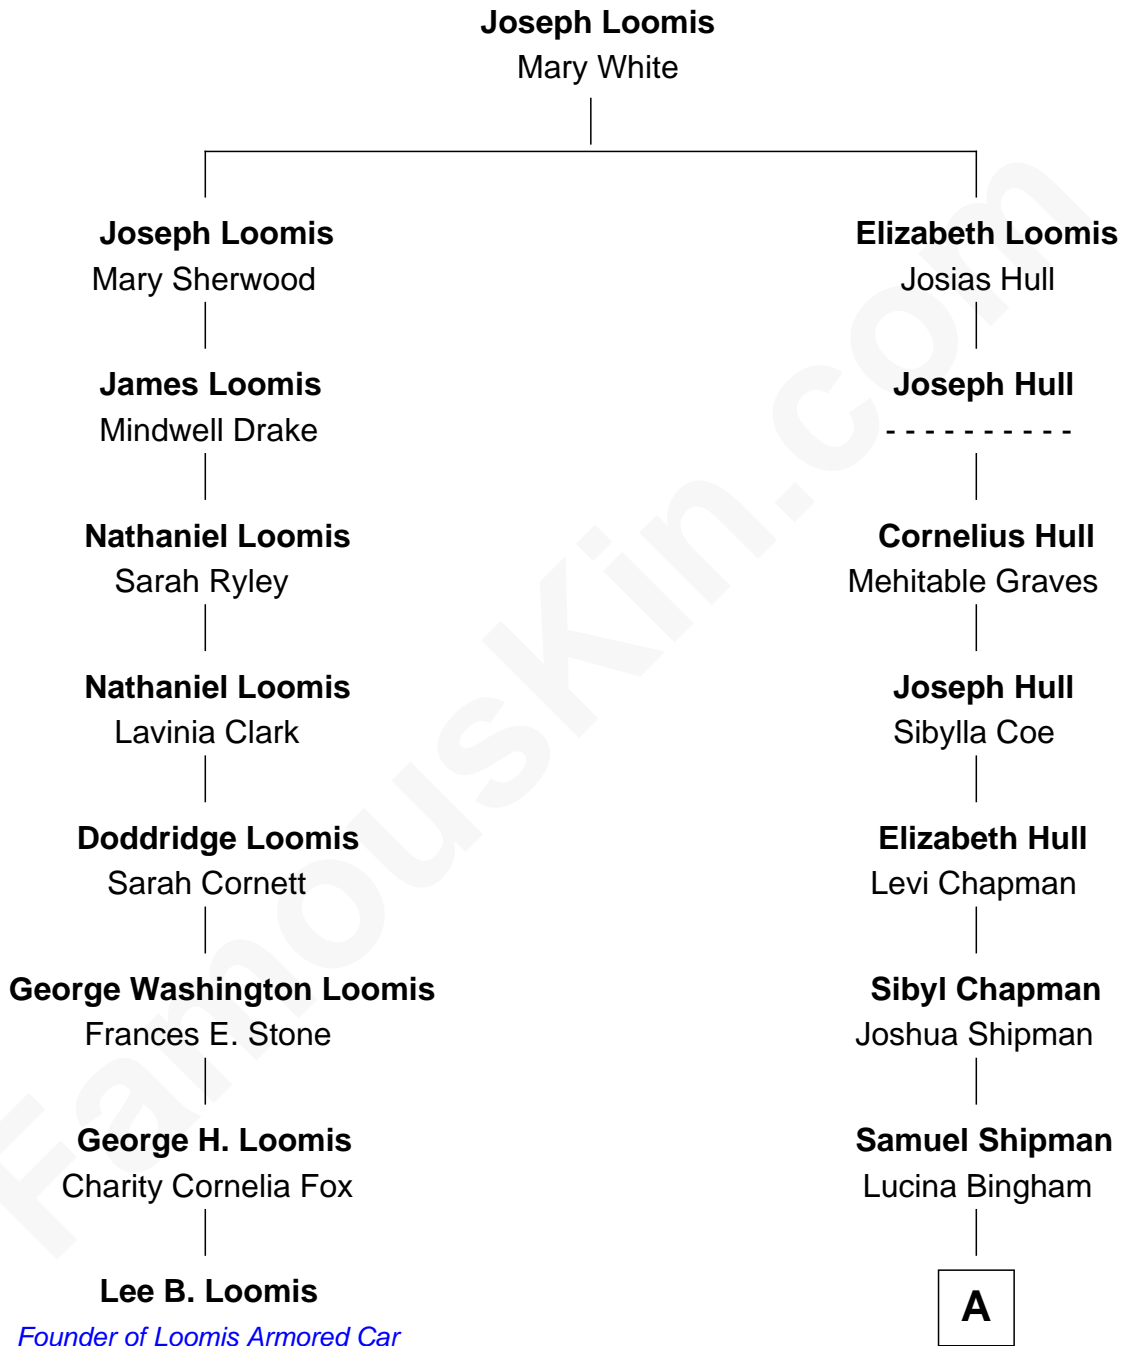 Joseph Loomis
Mary White
Joseph Loomis
Mary Sherwood
Elizabeth Loomis
Josias Hull
James Loomis
Mindwell Drake
Joseph Hull
- - - - - - - - - -
Nathaniel Loomis
Sarah Ryley
Cornelius Hull
Mehitable Graves
Nathaniel Loomis
Lavinia Clark
Joseph Hull
Sibylla Coe
Doddridge Loomis
Sarah Cornett
Elizabeth Hull
Levi Chapman
George Washington Loomis
Frances E. Stone
Sibyl Chapman
Joshua Shipman
George H. Loomis
Charity Cornelia Fox
Samuel Shipman
Lucina Bingham
Lee B. Loomis
Founder of Loomis Armored Car
A
FamousKin.com